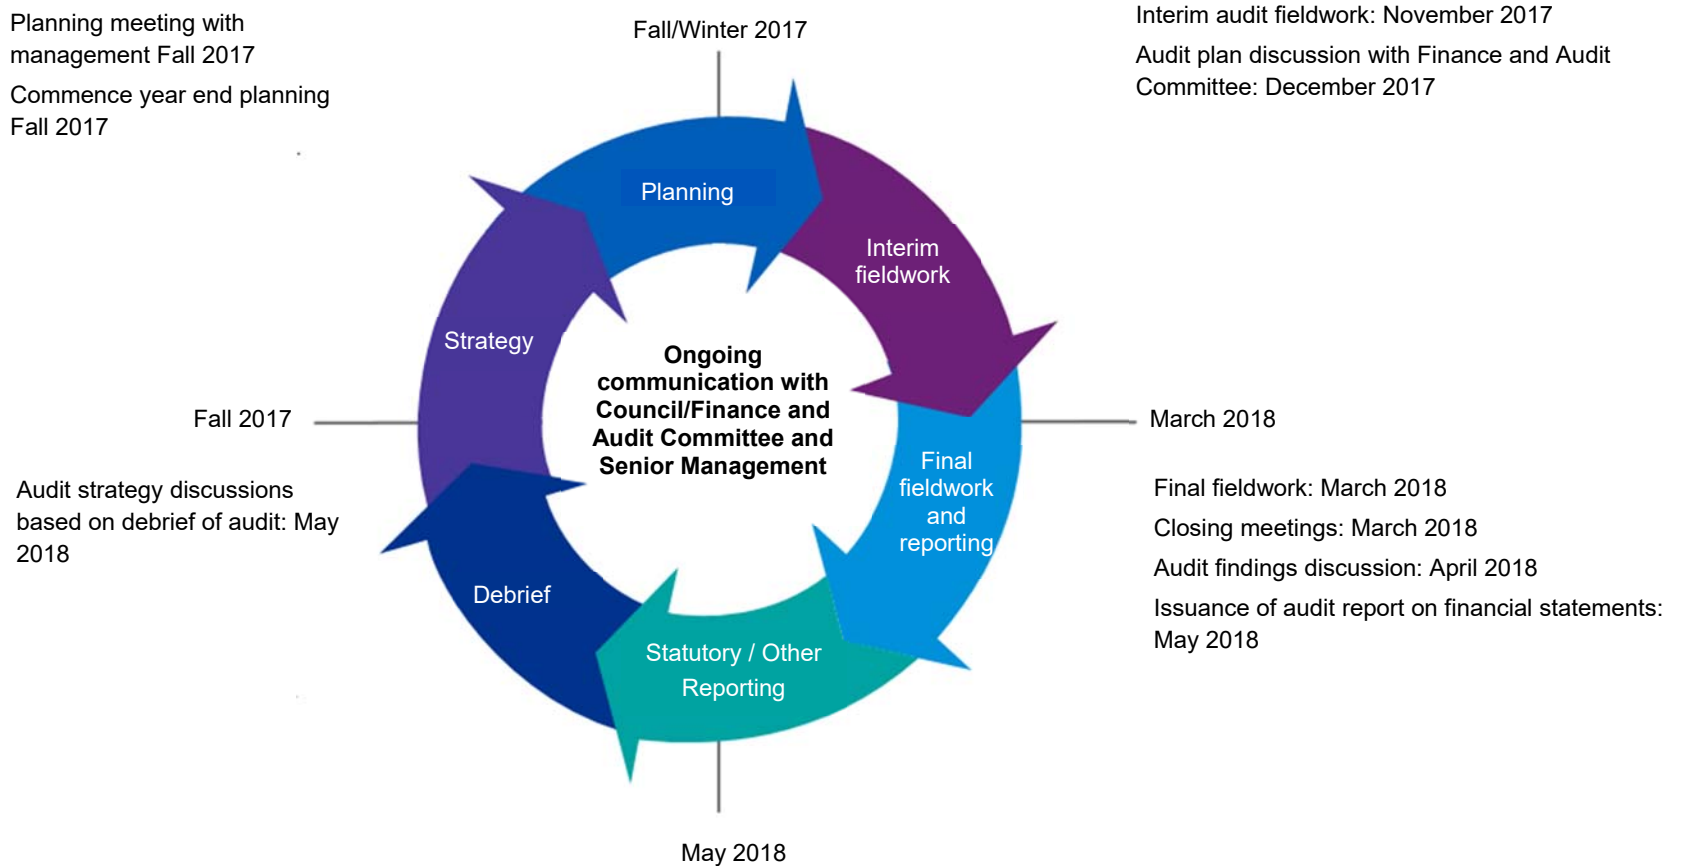 Planning meeting with
management Fall 2017
Commence year end planning
Fall 2017
Fall/Winter 2017
Interim audit fieldwork: November 2017
Audit plan discussion with Finance and Audit
Committee: December 2017
Planning
Interim
fieldwork
Strategy
Ongoing
communication with
Council/Finance and
Audit Committee and
Senior Management
Fall 2017
March 2018
Audit strategy discussions
based on debrief of audit: May
2018
Final
fieldwork
and
reporting
Final fieldwork: March 2018
Closing meetings: March 2018
Audit findings discussion: April 2018
Issuance of audit report on financial statements:
May 2018
Debrief
Statutory / Other
Reporting
May 2018